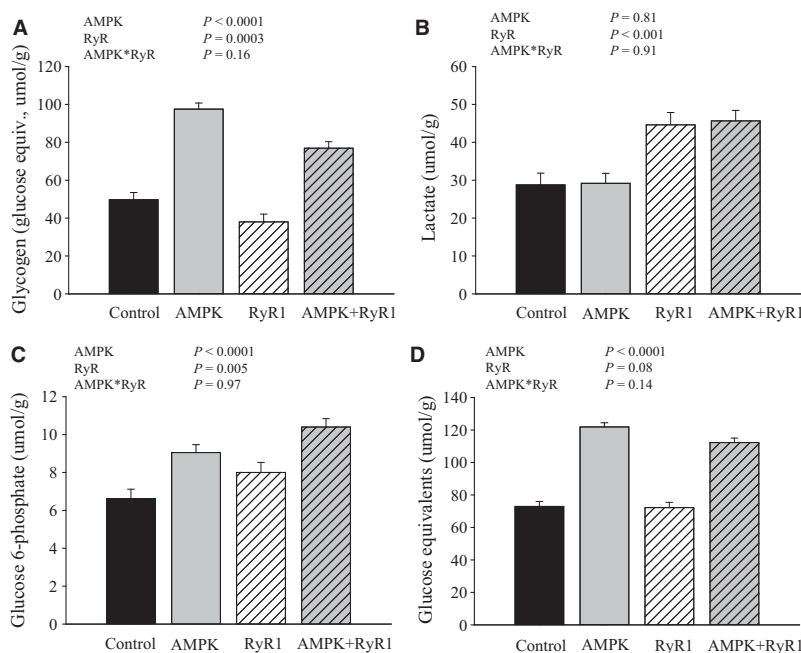 A
AMPK P < 0.0001
RyR P = 0.0003
AMPK*RyR P = 0.16
Glycogen (glucose equiv., umol/g)
120
100
80
60
40
20
0
Control AMPK RyR1 AMPK+RyR1
B
AMPK P = 0.81
RyR P < 0.001
AMPK*RyR P = 0.91
Lactate (umol/g)
60
50
40
30
20
10
0
Control AMPK RyR1 AMPK+RyR1
C
AMPK P < 0.0001
RyR P = 0.005
AMPK*RyR P = 0.97
Glucose 6-phosphate (umol/g)
12
10
8
6
4
2
0
Control AMPK RyR1 AMPK+RyR1
D
AMPK P < 0.0001
RyR P = 0.08
AMPK*RyR P = 0.14
Glucose equivalents (umol/g)
140
120
100
80
60
40
20
0
Control AMPK RyR1 AMPK+RyR1